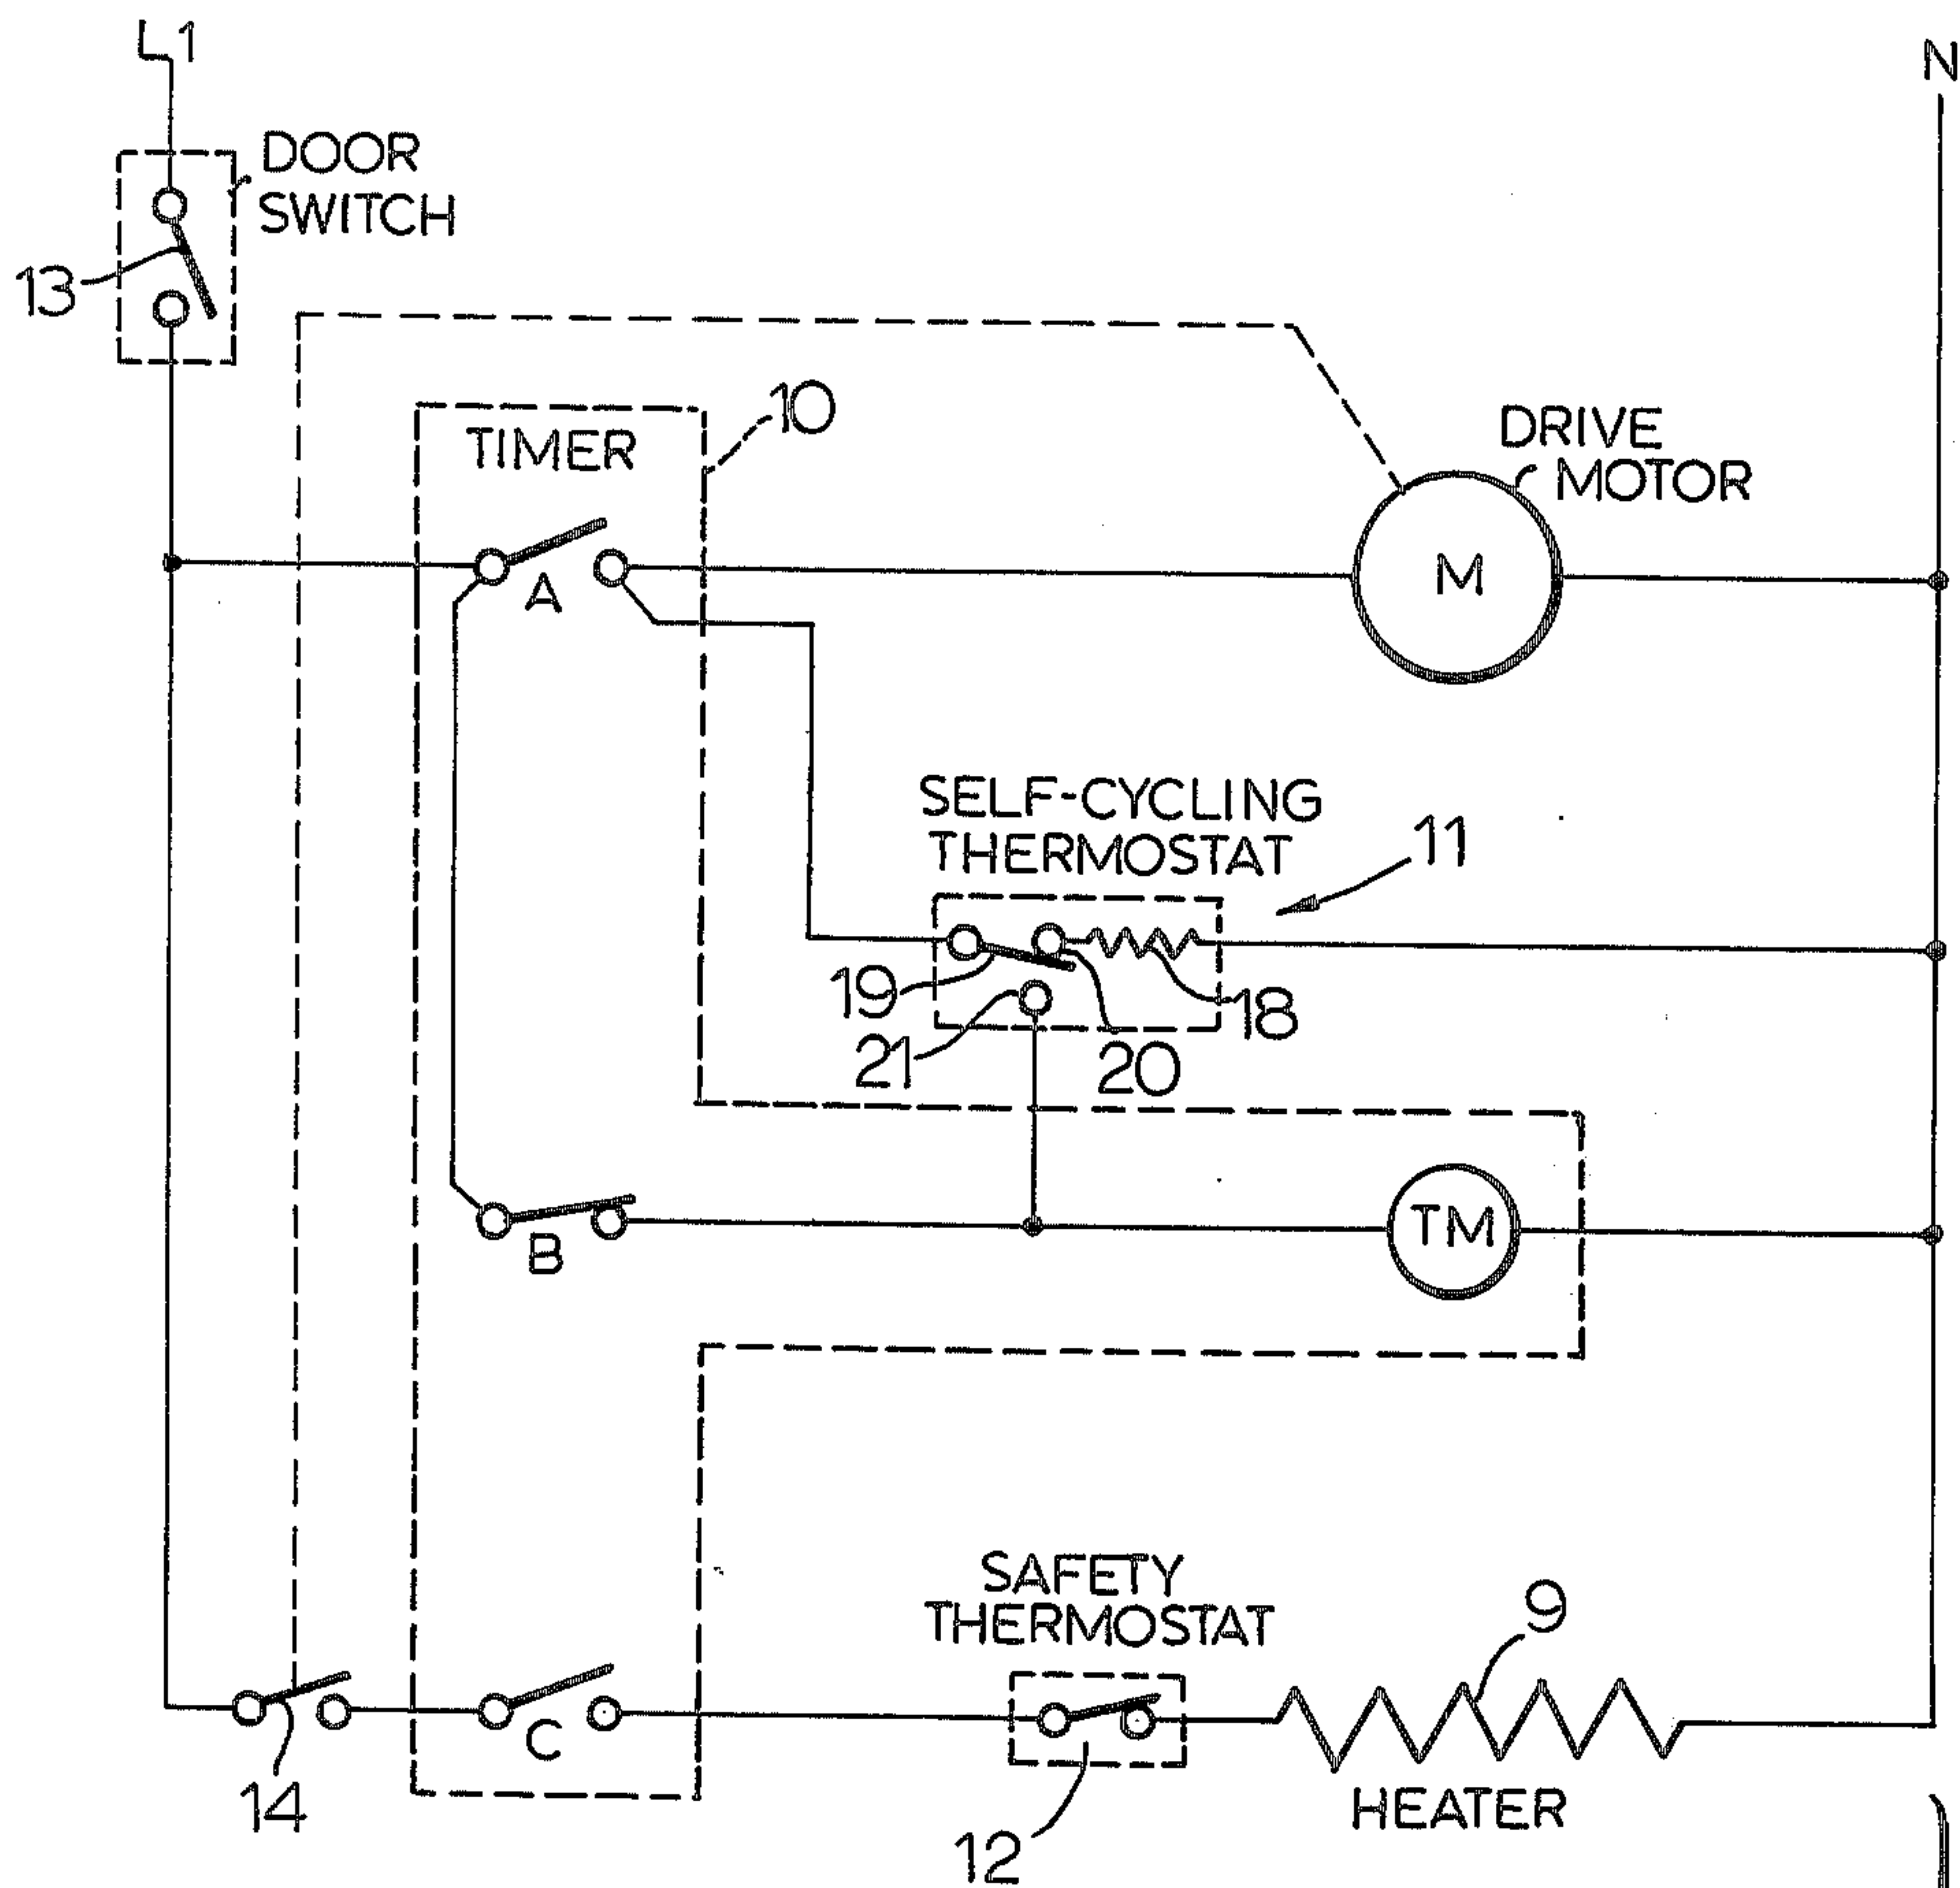 L1
N
DOOR
SWITCH
13
TIMER
10
DRIVE
MOTOR
A
M
SELF-CYCLING
THERMOSTAT
11
19
18
21
20
B
TM
SAFETY
THERMOSTAT
9
C
14
12
HEATER